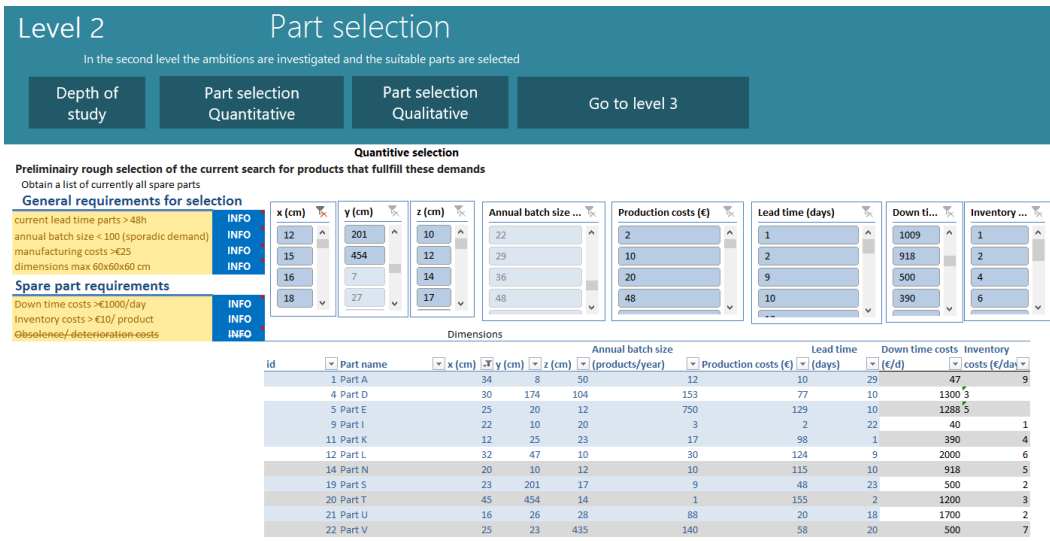 Level 2
Part selection
In the second level the ambitions are investigated and the suitable parts are selected
Depth of study
Part selection Quantitative
Part selection Qualitative
Go to level 3
Quantitive selection
Preliminairy rough selection of the current search for products that fullfill these demands
Obtain a list of currently all spare parts
General requirements for selection
current lead time parts > 48h INFO
annual batch size < 100 (sporadic demand) INFO
manufacturing costs >€25 INFO
dimensions max 60x60x60 cm INFO
Spare part requirements
Down time costs >€1000/day INFO
Inventory costs > €10/ product INFO
Obsolence/ deterioration costs INFO
x (cm) y (cm) z (cm) Annual batch size ... Production costs (€) Lead time (days) Down ti... Inventory ...
12 201 10 22 2 1 1009 1
15 454 12 29 10 2 918 2
16 7 14 36 20 9 500 4
18 27 17 48 48 10 390 6
Dimensions
id Part name x (cm) y (cm) z (cm) Annual batch size (products/year) Production costs (€) Lead time (days) Down time costs (€/d) Inventory costs (€/day
1 Part A 34 8 50 12 10 29 47 9
4 Part D 30 174 104 153 77 10 1300 3
5 Part E 25 20 12 750 129 10 1288 5
9 Part I 22 10 20 3 2 22 40 1
11 Part K 12 25 23 17 98 1 390 4
12 Part L 32 47 10 30 124 9 2000 6
14 Part N 20 10 12 10 115 10 918 5
19 Part S 23 201 17 9 48 23 500 2
20 Part T 45 454 14 1 155 2 1200 3
21 Part U 16 26 28 88 20 18 1700 2
22 Part V 25 23 435 140 58 20 500 7